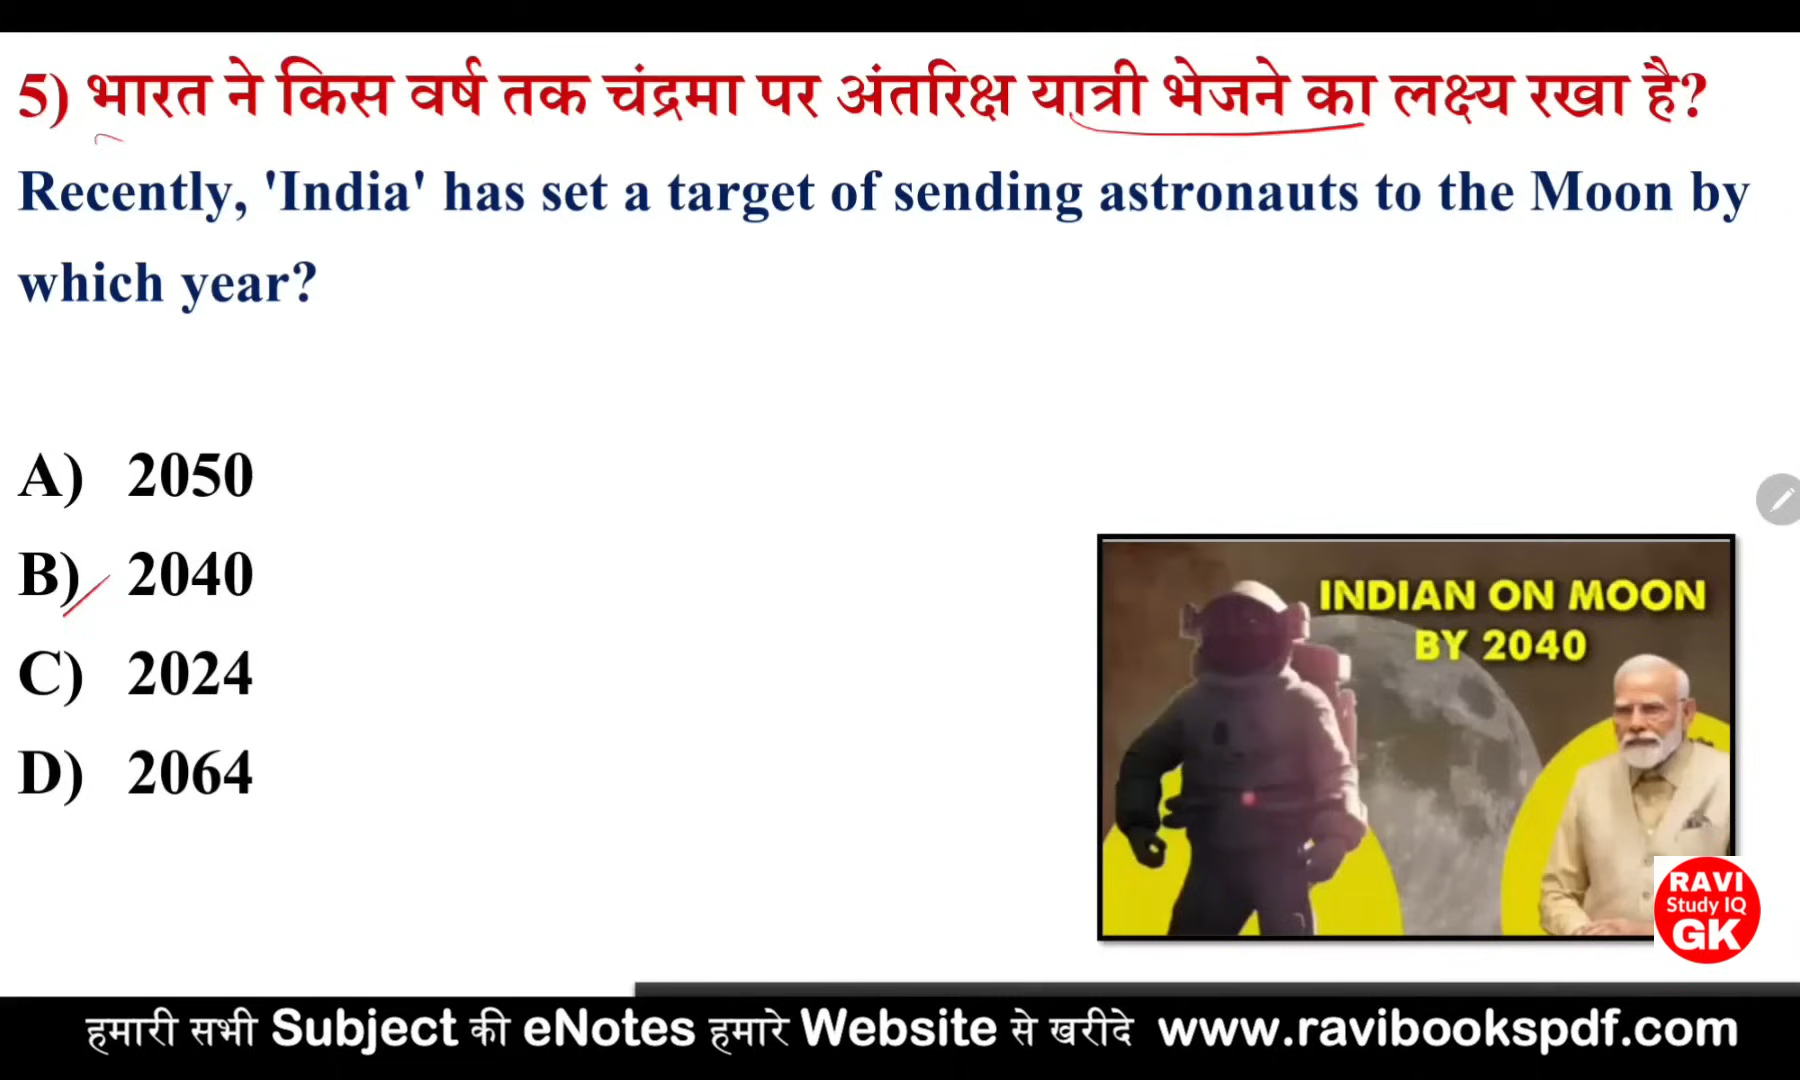 5) भारत ने किस वर्ष तक चंद्रमा पर अंतरिक्ष यात्री भेजने का लक्ष्य रखा है?
Recently, 'India' has set a target of sending astronauts to the Moon by
which year?
A) 2050
B) 2040
C) 2024
D) 2064
INDIAN ON MOON
BY 2040
RAVI
Study IQ
GK
हमारी सभी Subject की eNotes हमारे Website से खरीदे www.ravibookspdf.com